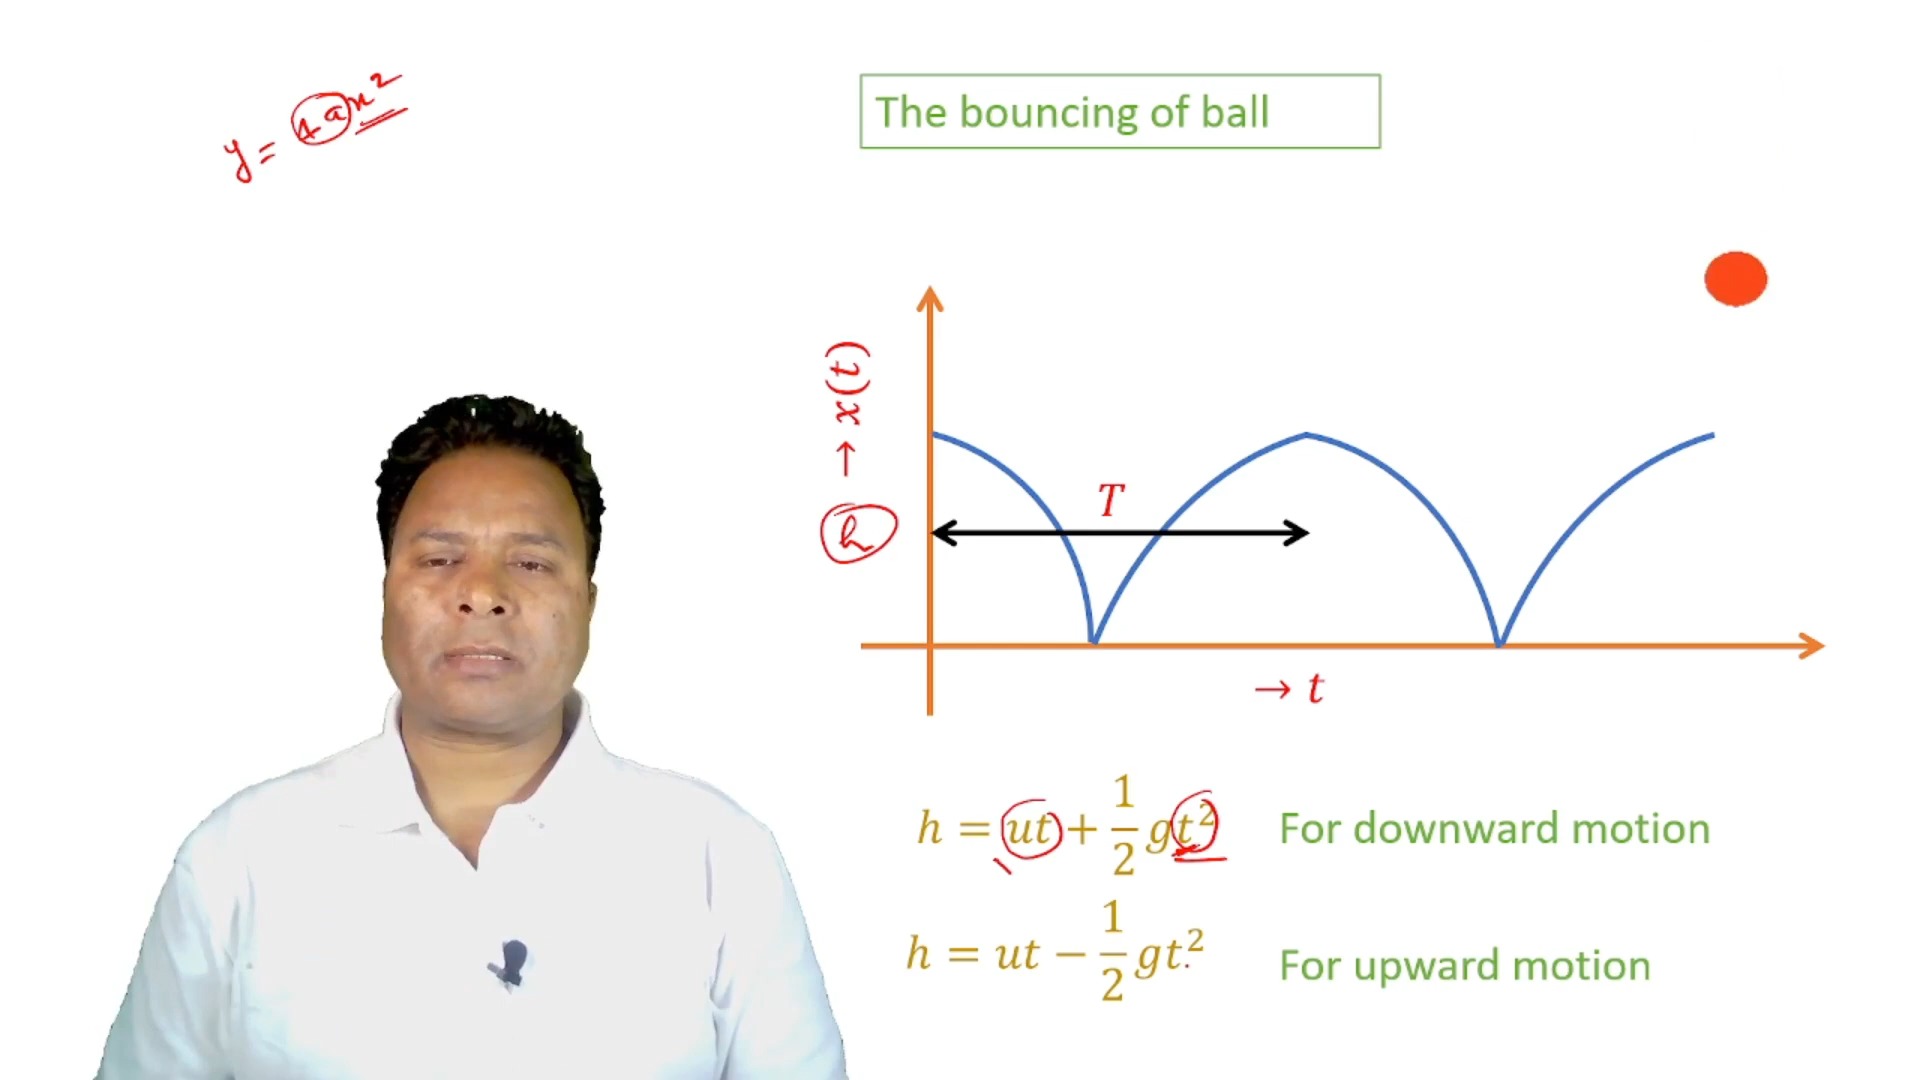 y = 4ax²
The bouncing of ball
→ x(t)
h
T
→ t
h = ut + 1/2 gt² For downward motion
h = ut − 1/2 gt² For upward motion